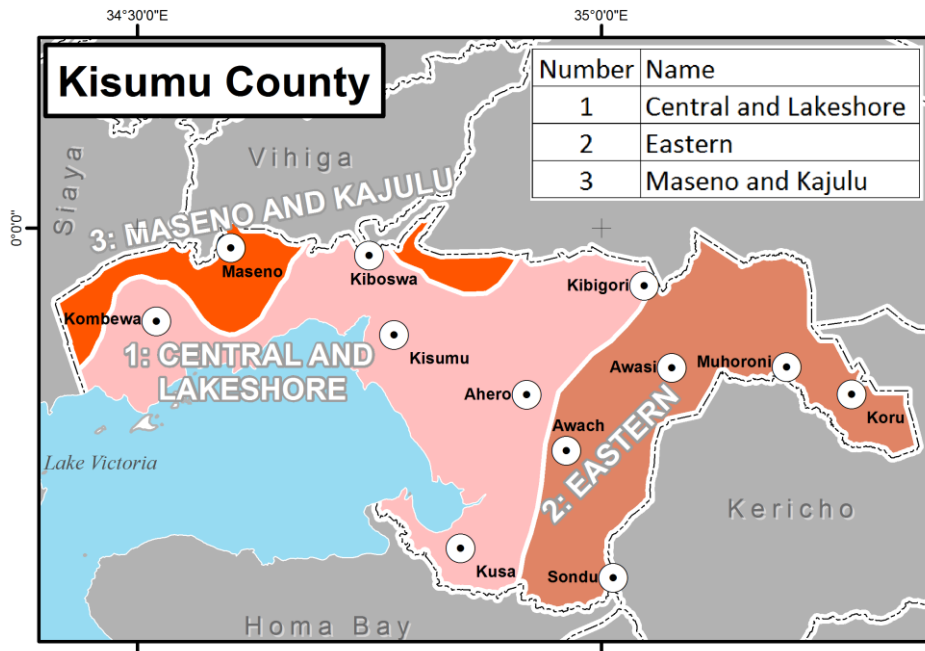 34°30'0"E
35°0'0"E
Kisumu County
Number Name
1 Central and Lakeshore
2 Eastern
3 Maseno and Kajulu
Siaya
Vihiga
0°0'0"
3: MASENO AND KAJULU
Maseno
Kiboswa
Kibigori
Kombewa
Kisumu
1: CENTRAL AND
LAKESHORE
Awasi
Muhoroni
Ahero
Koru
Awach
Lake Victoria
2: EASTERN
Kericho
Kusa
Sondu
Homa Bay